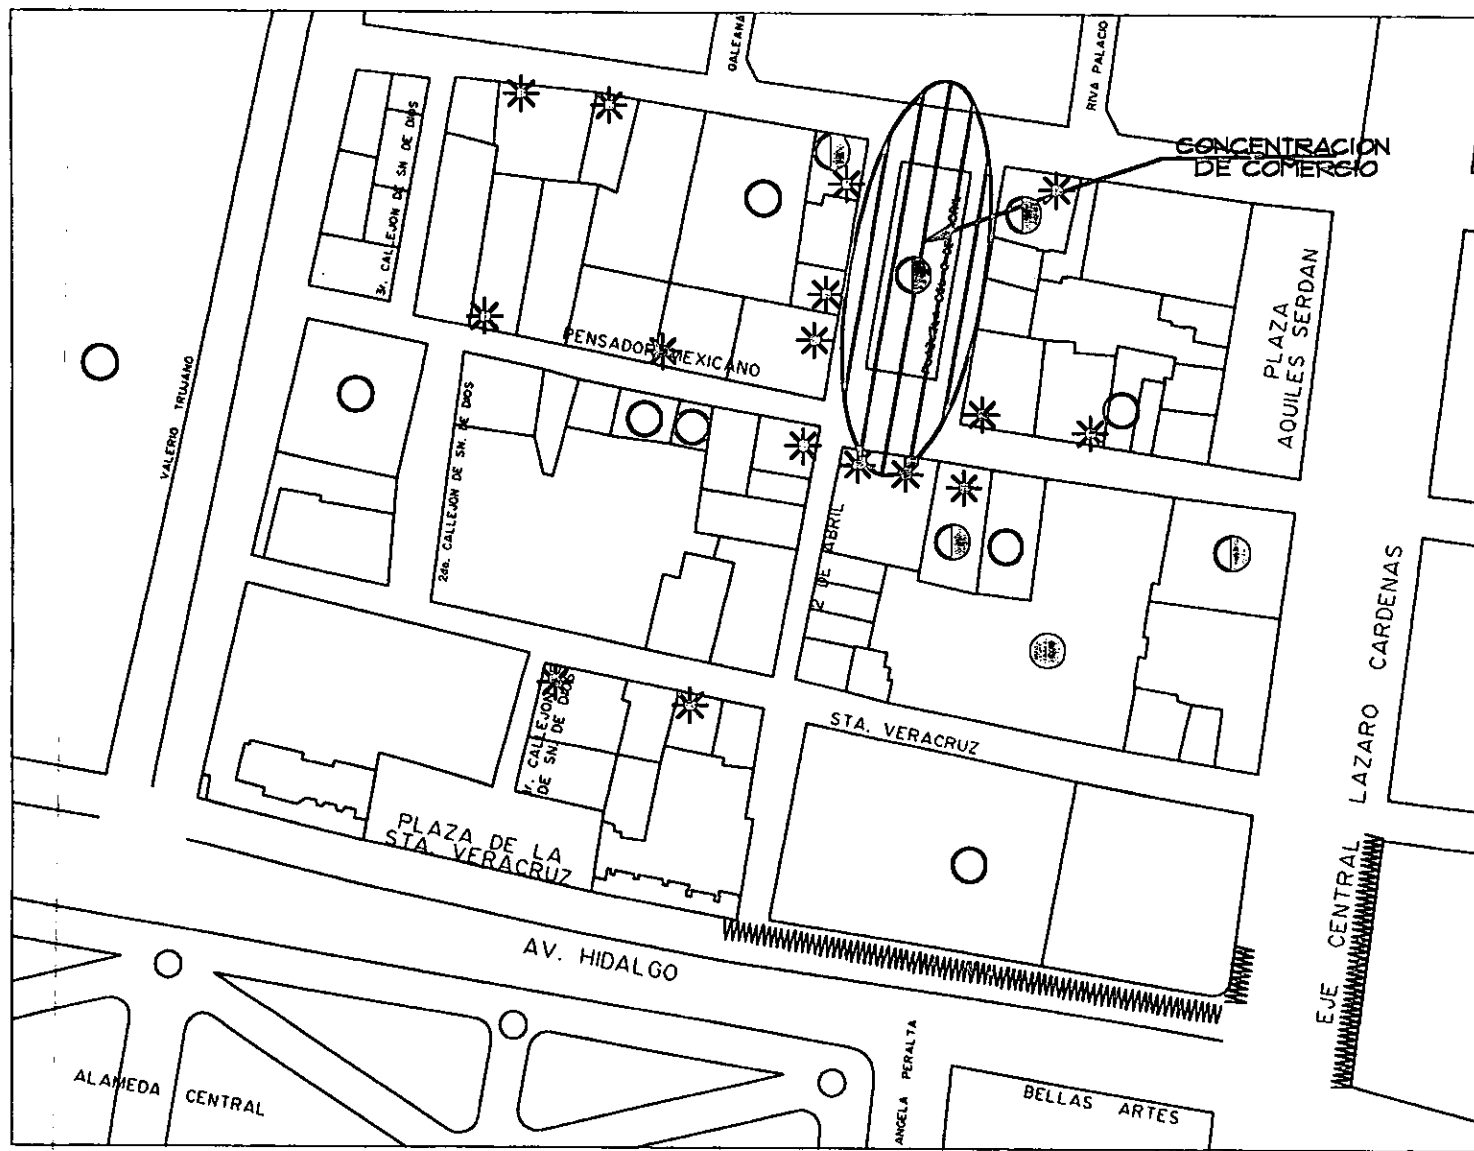 GALEANA
RIVA PALACIO
CONCENTRACION
DE COMERCIO
3r. CALLEJON DE SN DE DIOS
PLAZA
AQUILES SERDAN
VALERIO TRUJANO
PENSADOR MEXICANO
2do. CALLEJON DE SN. DE DIOS
2 DE ABRIL
1r. CALLEJON
DE SN. DE DIOS
STA. VERACRUZ
EJE CENTRAL LAZARO CARDENAS
PLAZA DE LA
STA. VERACRUZ
AV. HIDALGO
ALAMEDA CENTRAL
ANGELA PERALTA
BELLAS ARTES